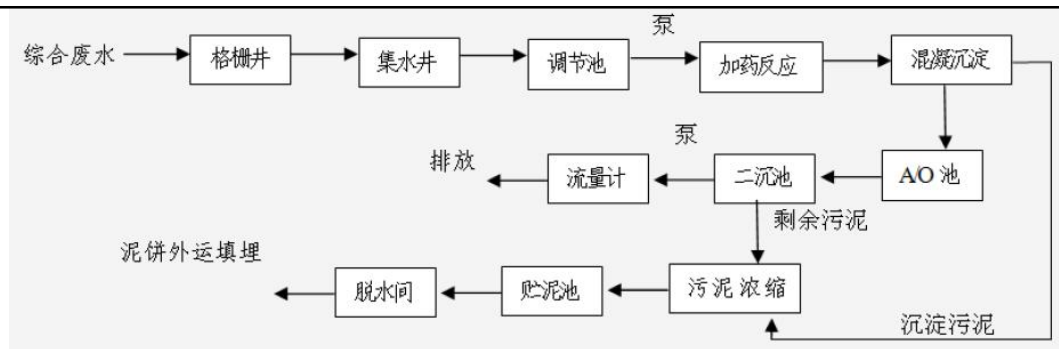 泵
综合废水
格栅井
集水井
调节池
加药反应
混凝沉淀
泵
排放
流量计
二沉池
A/O 池
剩余污泥
泥饼外运填埋
脱水间
贮泥池
污泥浓缩
沉淀污泥